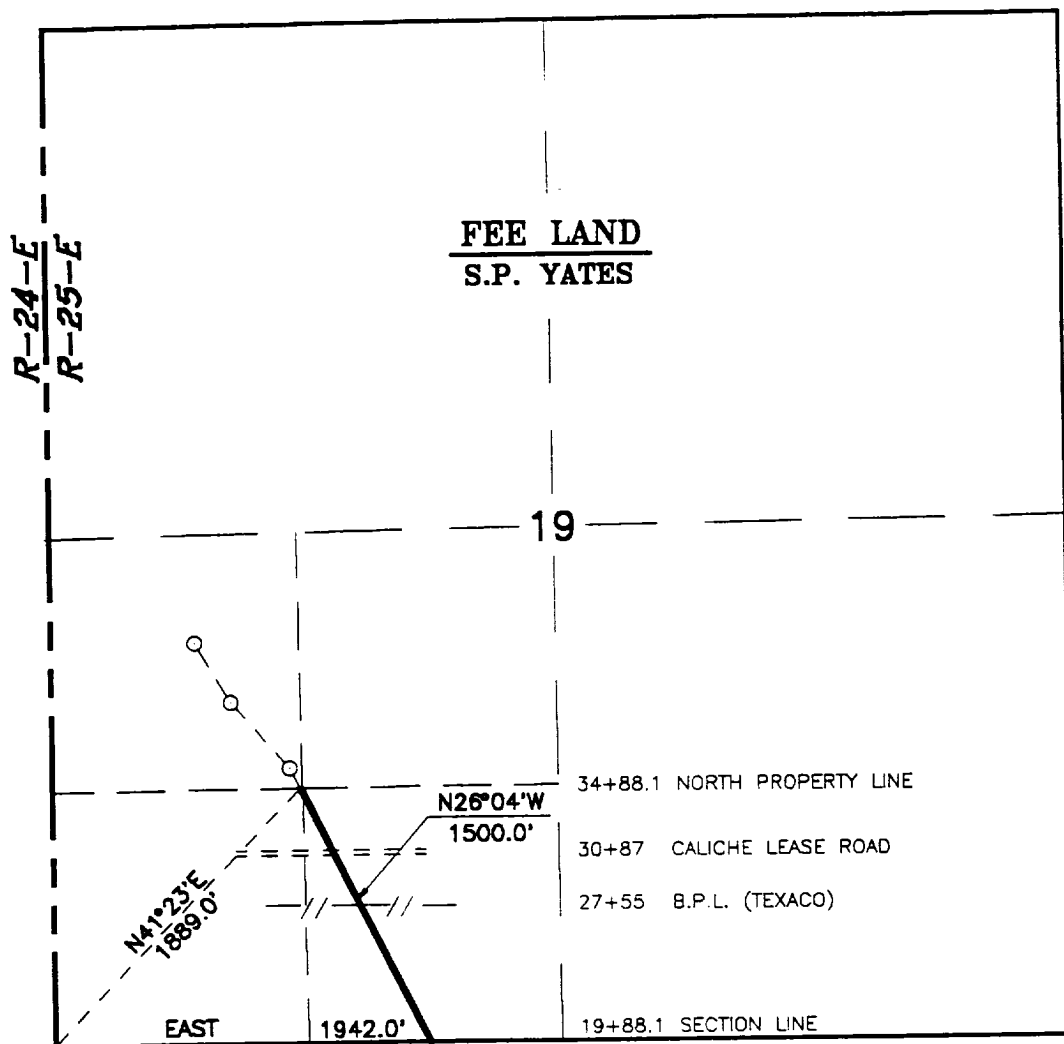 R-24-E
R-25-E
FEE LAND
S.P. YATES
19
34+88.1 NORTH PROPERTY LINE
N26°04'W
1500.0'
30+87 CALICHE LEASE ROAD
27+55 B.P.L. (TEXACO)
N41°23'E
1889.0'
EAST 1942.0'
19+88.1 SECTION LINE